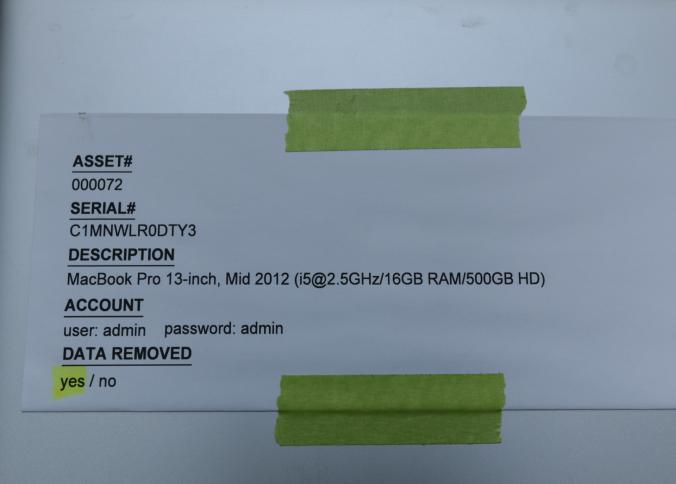 ASSET#
000072
SERIAL#
C1MNWLR0DTY3
DESCRIPTION
MacBook Pro 13-inch, Mid 2012 (i5@2.5GHz/16GB RAM/500GB HD)
ACCOUNT
user: admin password: admin
DATA REMOVED
yes / no